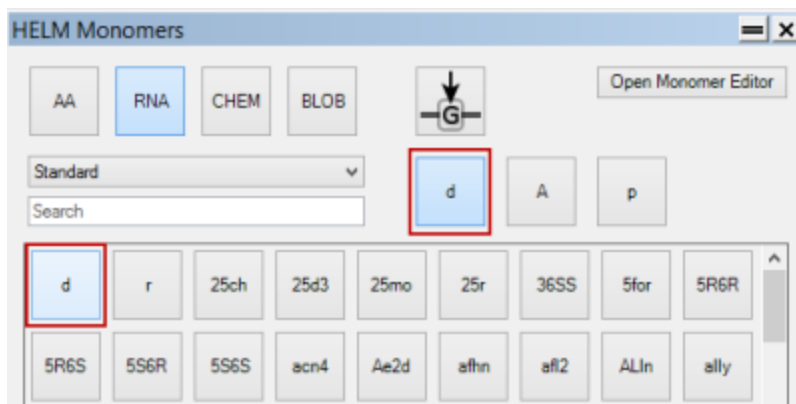 HELM Monomers
AA RNA CHEM BLOB G Open Monomer Editor
Standard
Search
d A p
d r 25ch 25d3 25mo 25r 36SS 5for 5R6R
5R6S 5S6R 5S6S acn4 Ae2d afhn afl2 ALln ally